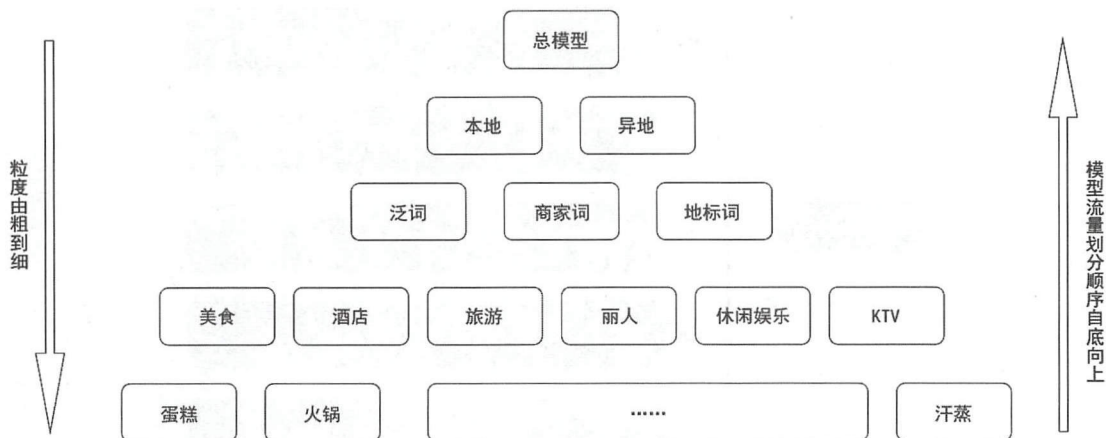 总模型
本地 异地
泛词 商家词 地标词
美食 酒店 旅游 丽人 休闲娱乐 KTV
蛋糕 火锅 …… 汗蒸
粒度由粗到细
模型流量划分顺序自底向上